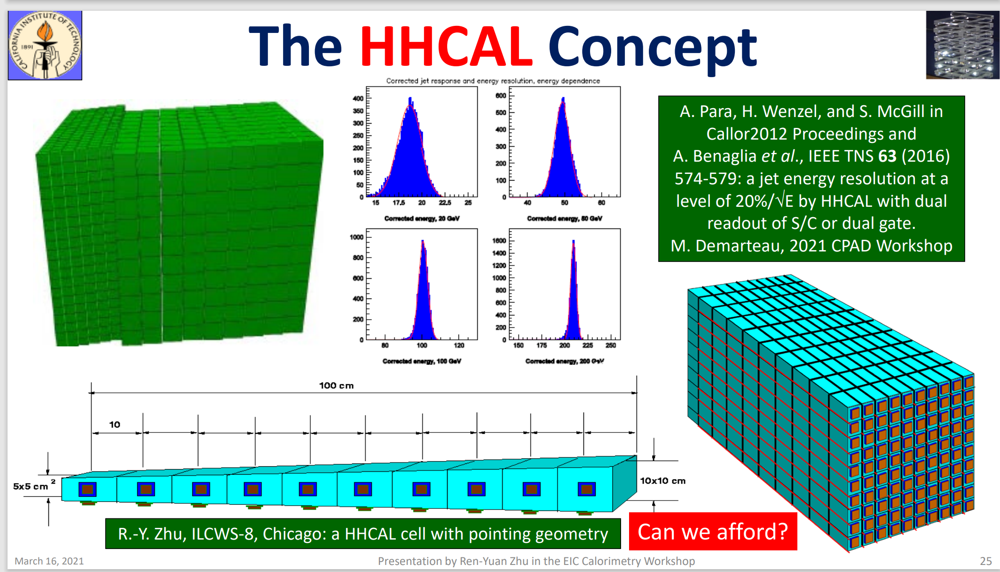 CALIFORNIA INSTITUTE OF TECHNOLOGY
1891
The HHCAL Concept
Corrected jet response and energy resolution, energy dependence
400
350
300
250
200
150
100
50
0
15 17.5 20 22.5 25
Corrected energy, 20 GeV
600
500
400
300
200
100
0
40 50 60
Corrected energy, 50 GeV
1000
800
600
400
200
0
80 100 120
Corrected energy, 100 GeV
1600
1400
1200
1000
800
600
400
200
0
150 175 200 225 250
Corrected energy, 200 GeV
A. Para, H. Wenzel, and S. McGill in
Callor2012 Proceedings and
A. Benaglia et al., IEEE TNS 63 (2016)
574-579: a jet energy resolution at a
level of 20%/√E by HHCAL with dual
readout of S/C or dual gate.
M. Demarteau, 2021 CPAD Workshop
100 cm
10
5x5 cm 2
10x10 cm
R.-Y. Zhu, ILCWS-8, Chicago: a HHCAL cell with pointing geometry
Can we afford?
March 16, 2021
Presentation by Ren-Yuan Zhu in the EIC Calorimetry Workshop
25